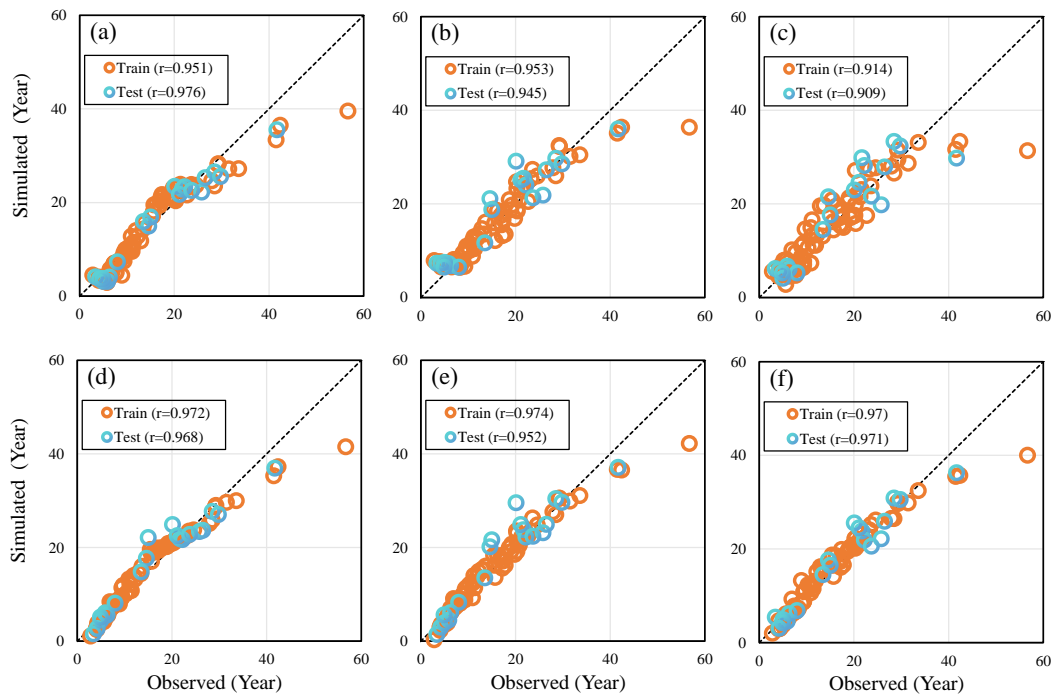 60
(a)
Train (r=0.951)
Test (r=0.976)
40
20
0
0
20
40
60
Simulated (Year)
60
(b)
Train (r=0.953)
Test (r=0.945)
40
20
0
0
20
40
60
60
(c)
Train (r=0.914)
Test (r=0.909)
40
20
0
0
20
40
60
60
(d)
Train (r=0.972)
Test (r=0.968)
40
20
0
0
20
40
60
Simulated (Year)
Observed (Year)
60
(e)
Train (r=0.974)
Test (r=0.952)
40
20
0
0
20
40
60
Observed (Year)
60
(f)
Train (r=0.97)
Test (r=0.971)
40
20
0
0
20
40
60
Observed (Year)